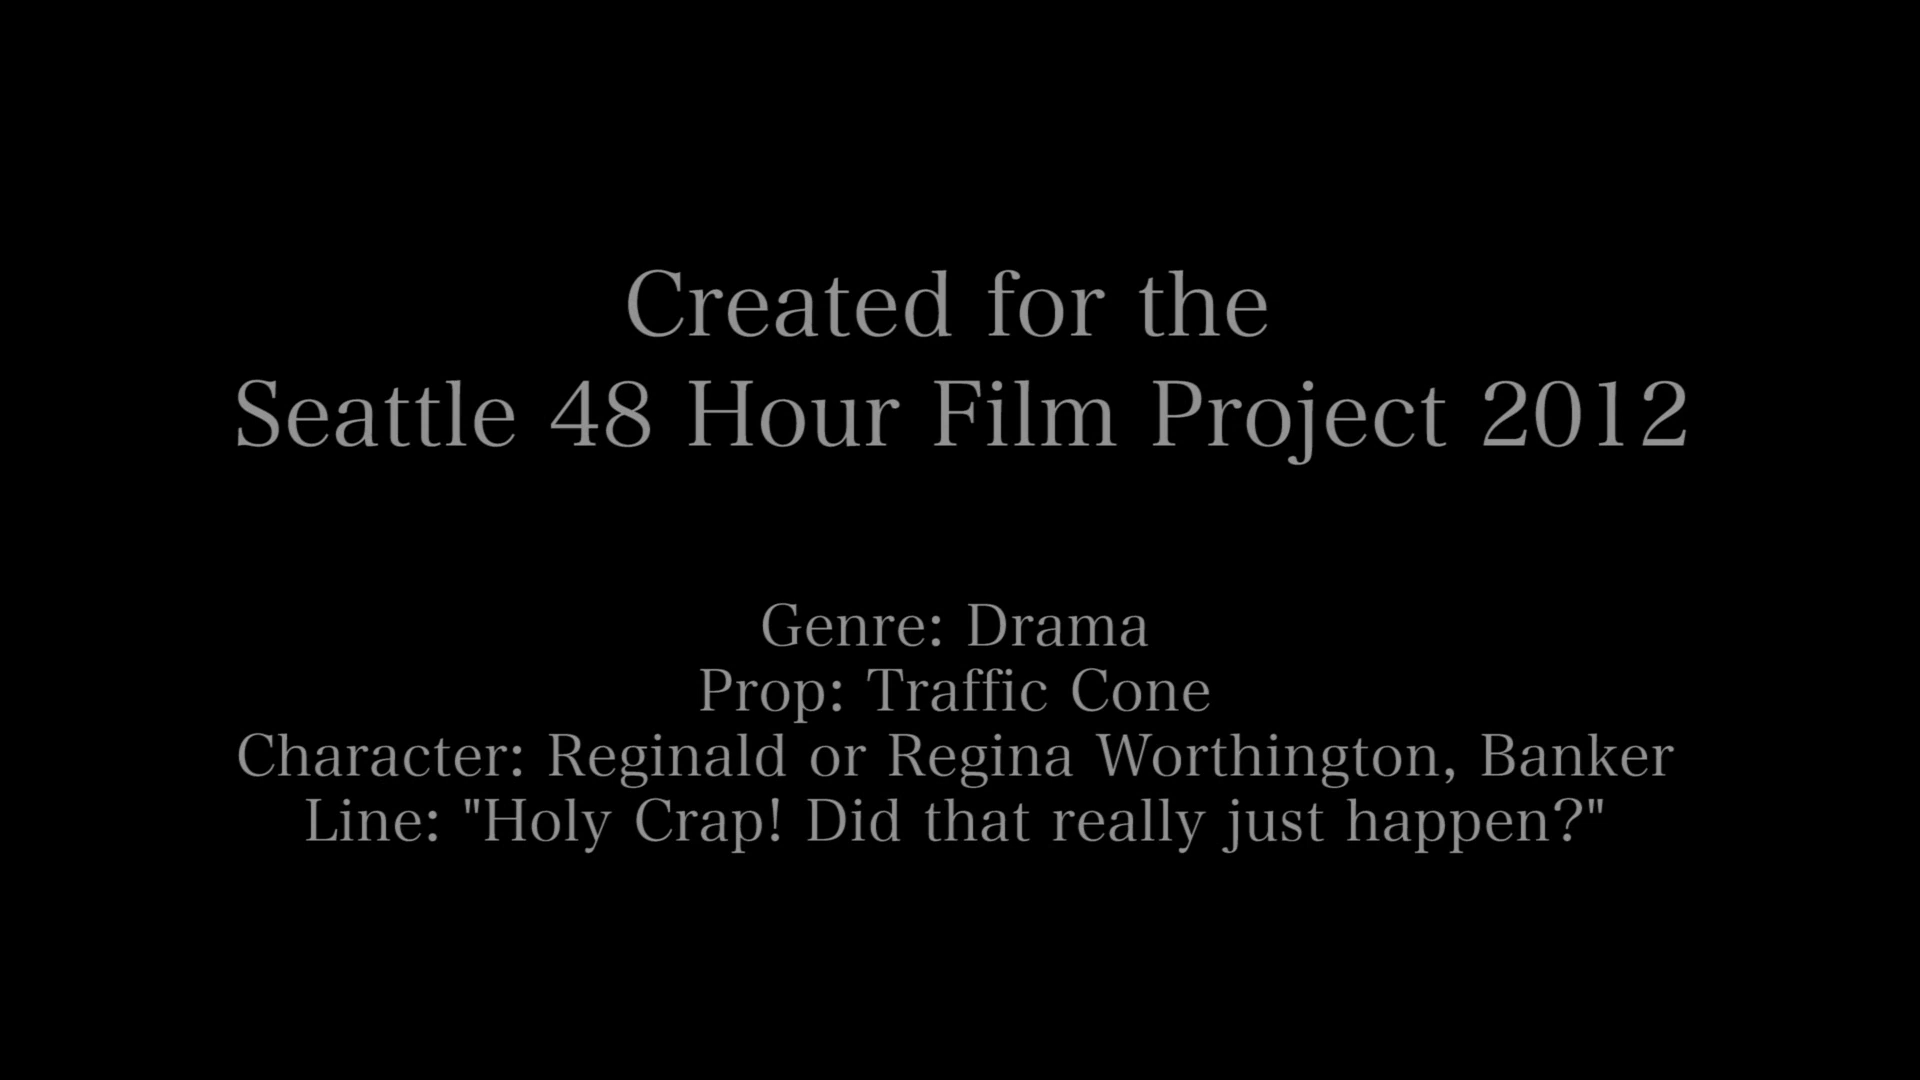 Created for the
Seattle 48 Hour Film Project 2012
Genre: Drama
Prop: Traffic Cone
Character: Reginald or Regina Worthington, Banker
Line: "Holy Crap! Did that really just happen?"